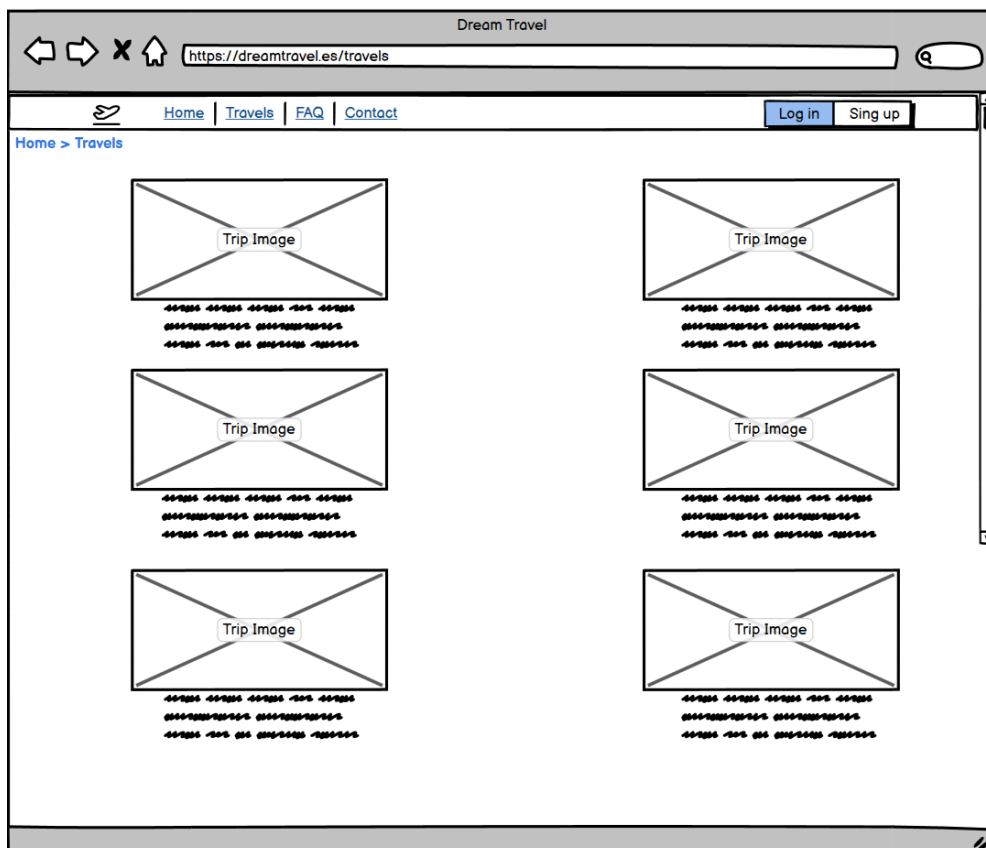 Dream Travel
https://dreamtravel.es/travels
Home Travels FAQ Contact Log in Sing up
Home > Travels
Trip Image Trip Image
Trip Image Trip Image
Trip Image Trip Image